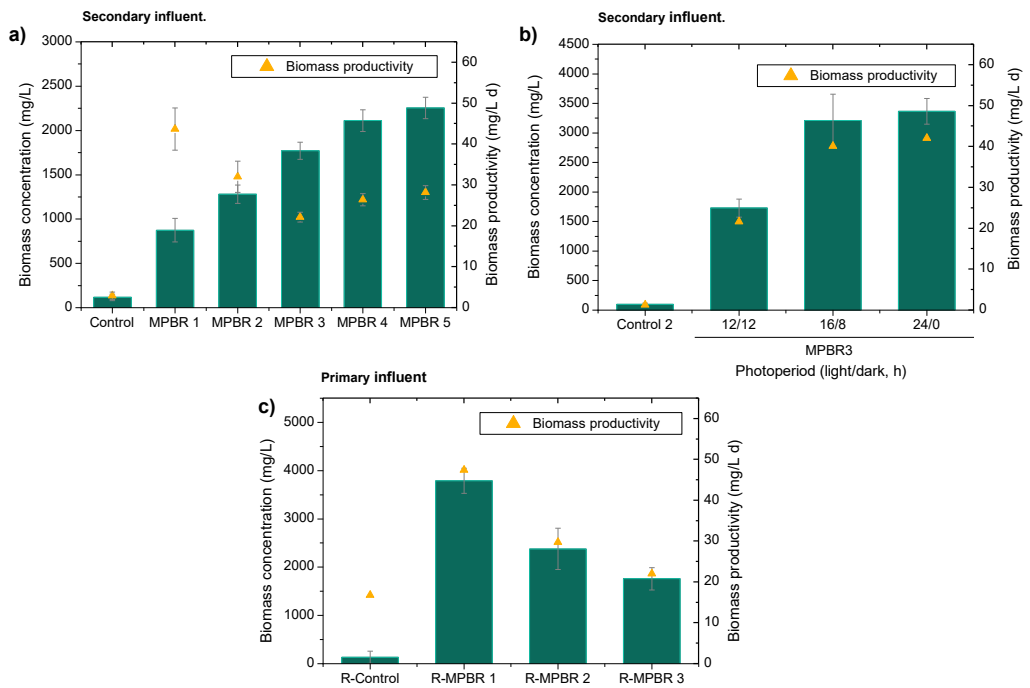 Secondary influent.
a)
Biomass productivity
Biomass concentration (mg/L)
3000
2500
2250
2000
1500
1000
500
0
60
50
40
30
20
10
0
Biomass productivity (mg/L d)
Control
MPBR 1
MPBR 2
MPBR 3
MPBR 4
MPBR 5
Secondary influent.
b)
Biomass productivity
Biomass concentration (mg/L)
4500
4000
3500
3000
2500
2000
1500
1000
500
0
60
50
40
30
20
10
0
Biomass productivity (mg/L d)
Control 2
12/12
16/8
24/0
MPBR3
Photoperiod (light/dark, h)
Primary influent
c)
Biomass productivity
Biomass concentration (mg/L)
5000
4000
3000
2000
1000
0
60
50
40
30
20
10
0
Biomass productivity (mg/L d)
R-Control
R-MPBR 1
R-MPBR 2
R-MPBR 3